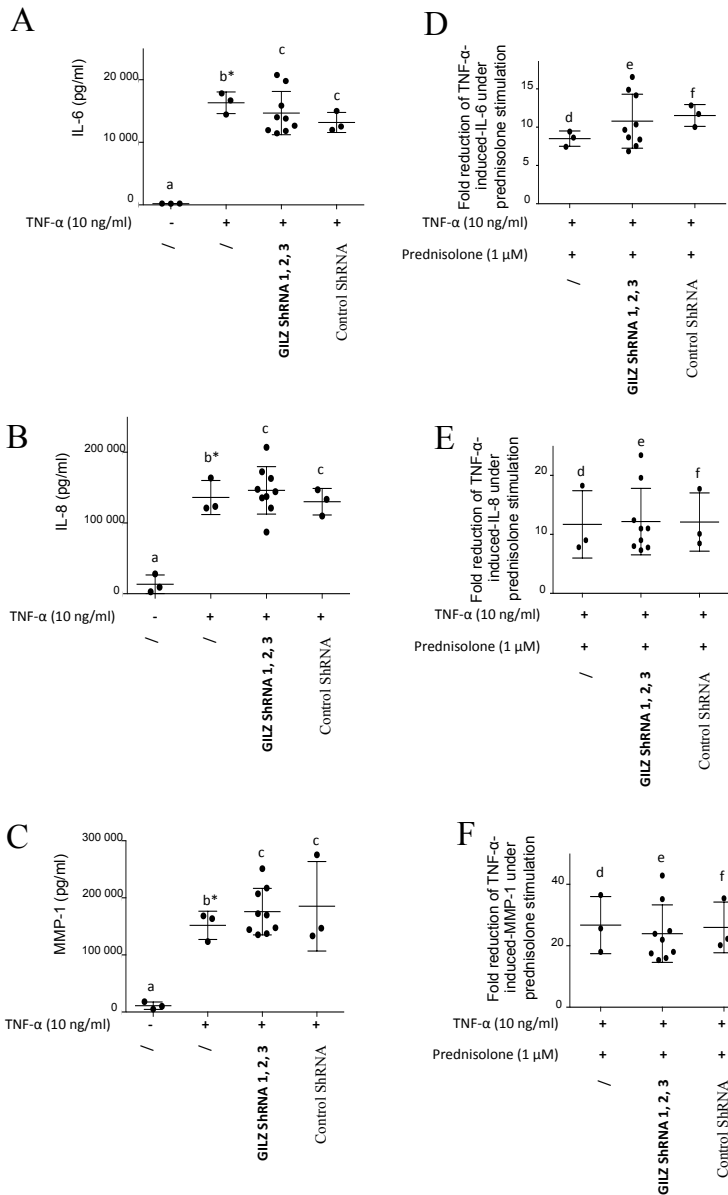 A
IL-6 (pg/ml)
20 000
10 000
0
a
b*
c
c
TNF-α (10 ng/ml)
-
+
+
+
/
/
GILZ ShRNA 1, 2, 3
Control ShRNA
D
Fold reduction of TNF-α-
induced-IL-6 under
prednisolone stimulation
15
10
5
0
d
e
f
TNF-α (10 ng/ml)
+
+
+
Prednisolone (1 µM)
+
+
+
/
GILZ ShRNA 1, 2, 3
Control ShRNA
B
IL-8 (pg/ml)
200 000
100 000
0
a
b*
c
c
TNF-α (10 ng/ml)
-
+
+
+
/
/
GILZ ShRNA 1, 2, 3
Control ShRNA
E
Fold reduction of TNF-α-
induced-IL-8 under
prednisolone stimulation
20
10
0
d
e
f
TNF-α (10 ng/ml)
+
+
+
Prednisolone (1 µM)
+
+
+
/
GILZ ShRNA 1, 2, 3
Control ShRNA
C
MMP-1 (pg/ml)
300 000
200 000
100 000
0
a
b*
c
c
TNF-α (10 ng/ml)
-
+
+
+
/
/
GILZ ShRNA 1, 2, 3
Control ShRNA
F
Fold reduction of TNF-α-
induced-MMP-1 under
prednisolone stimulation
40
20
0
d
e
f
TNF-α (10 ng/ml)
+
+
+
Prednisolone (1 µM)
+
+
+
/
GILZ ShRNA 1, 2, 3
Control ShRNA